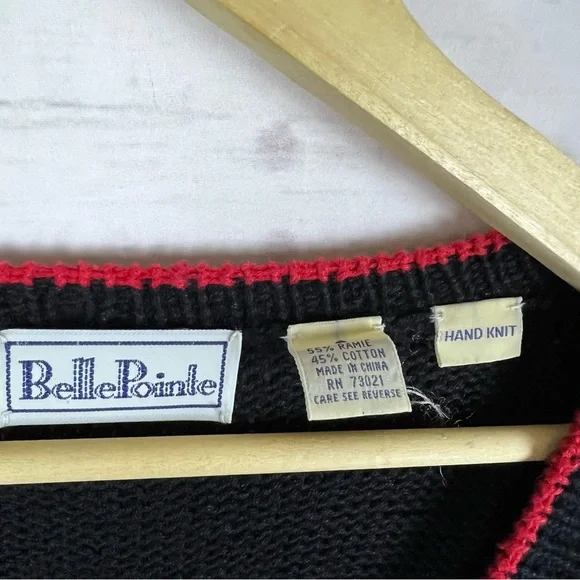 BellePointe
55% RAMIE
45% COTTON
MADE IN CHINA
RN 73021
CARE SEE REVERSE
HAND KNIT